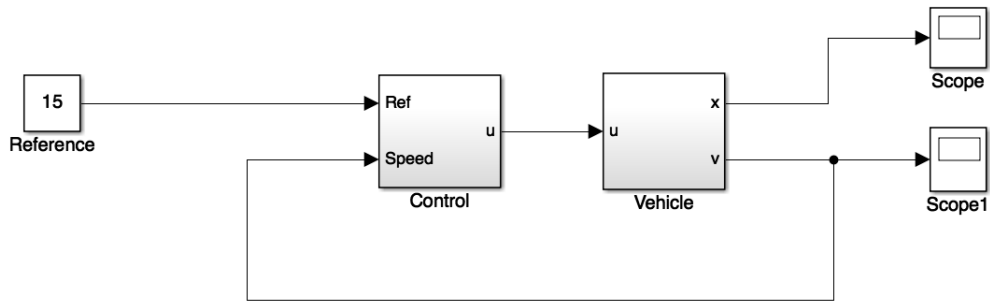 Scope
15
Reference
Ref
Speed
u
Control
u
x
v
Vehicle
Scope1